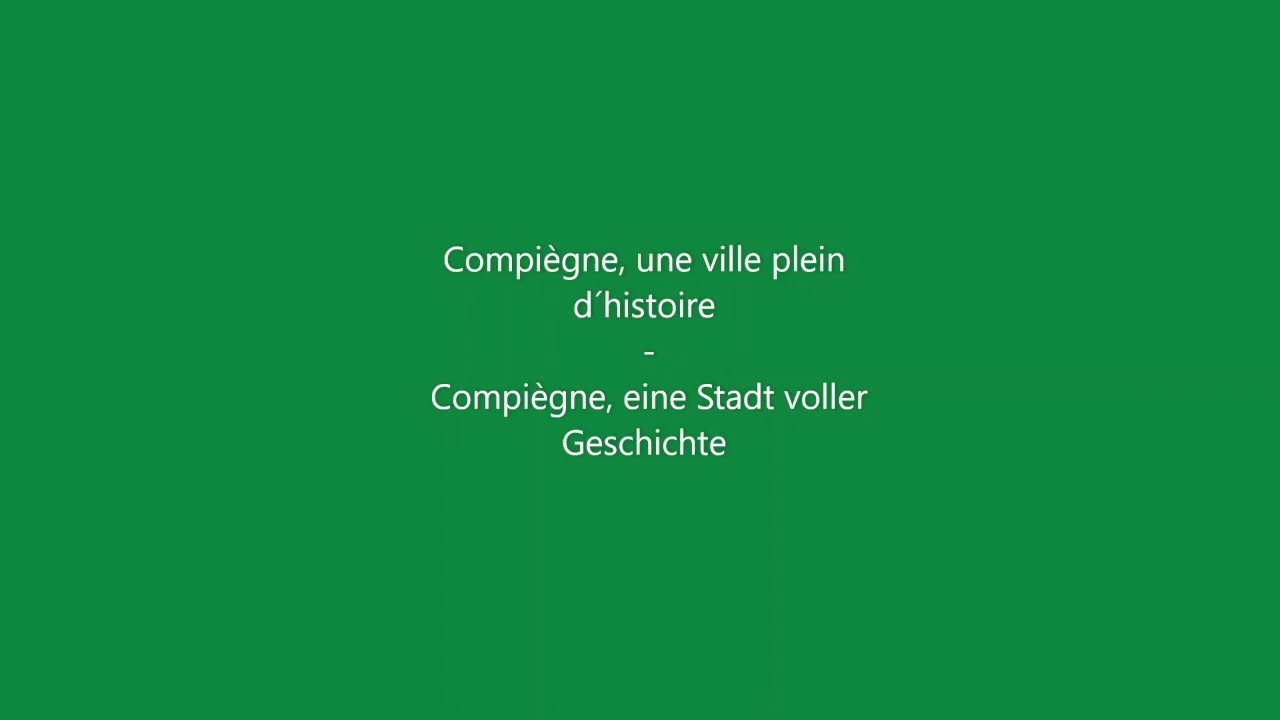 Compiègne, une ville plein
d´histoire
-
Compiègne, eine Stadt voller
Geschichte